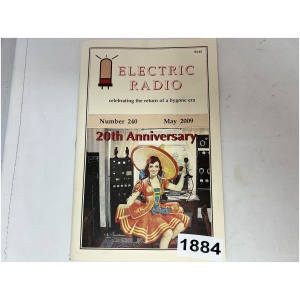 ELECTRIC
RADIO
celebrating the return of a bygone era
Number 240 May 2009
20th Anniversary
1884